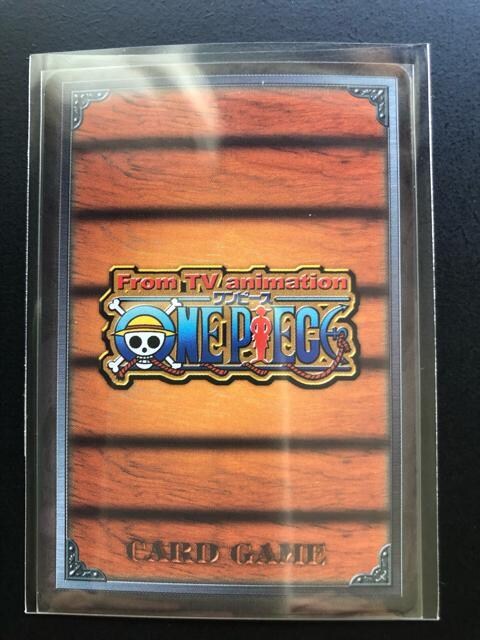 From TV animation
ワンピース
ONE PIECE
CARD GAME